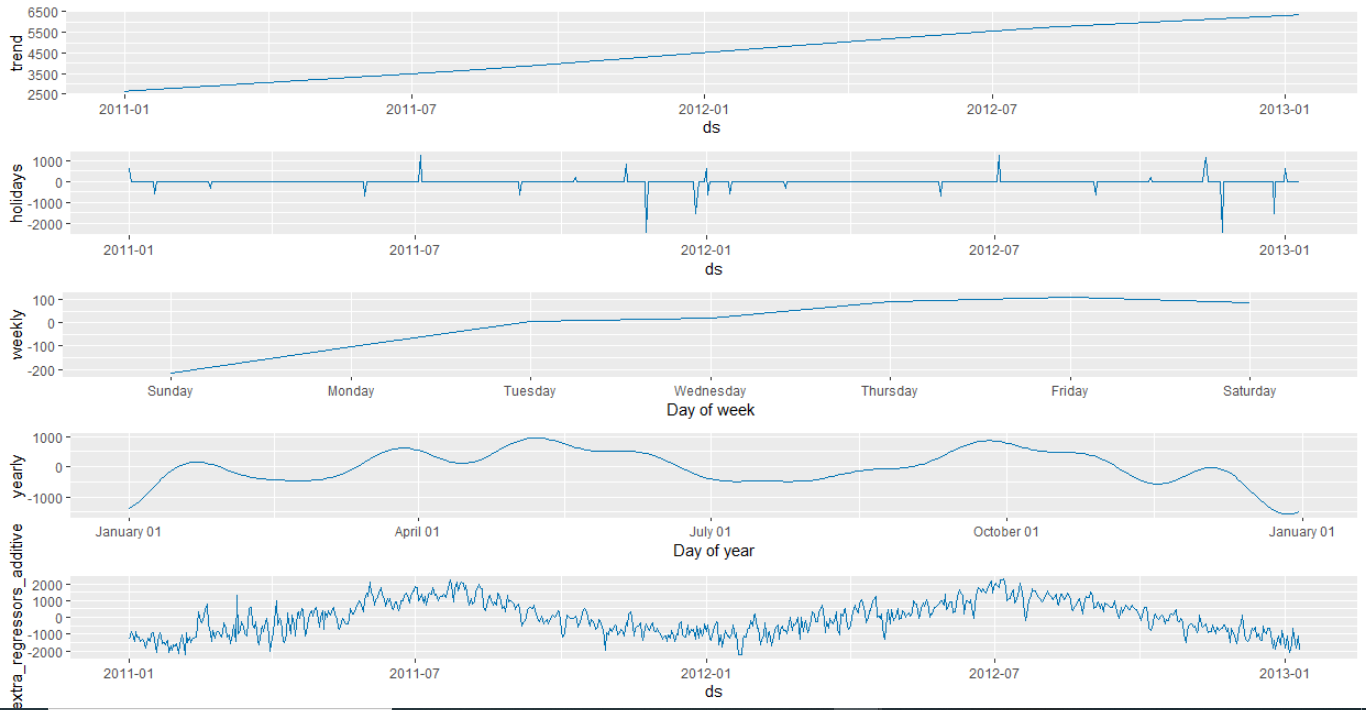 trend
6500
5500
4500
3500
2500
2011-01 2011-07 2012-01 2012-07 2013-01
ds
holidays
1000
0
-1000
-2000
2011-01 2011-07 2012-01 2012-07 2013-01
ds
weekly
100
0
-100
-200
Sunday Monday Tuesday Wednesday Thursday Friday Saturday
Day of week
yearly
1000
0
-1000
January 01 April 01 July 01 October 01 January 01
Day of year
extra_regressors_additive
2000
1000
0
-1000
-2000
2011-01 2011-07 2012-01 2012-07 2013-01
ds